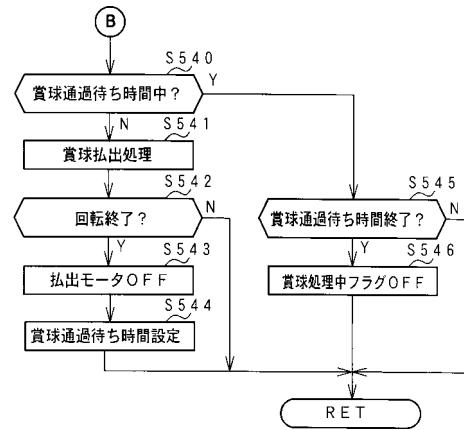 B
S540
賞球通過待ち時間中？
Y
N
S541
賞球払出処理
S542
回転終了？
N
Y
S543
払出モータOFF
S544
賞球通過待ち時間設定
S545
賞球通過待ち時間終了？
N
Y
S546
賞球処理中フラグOFF
RET